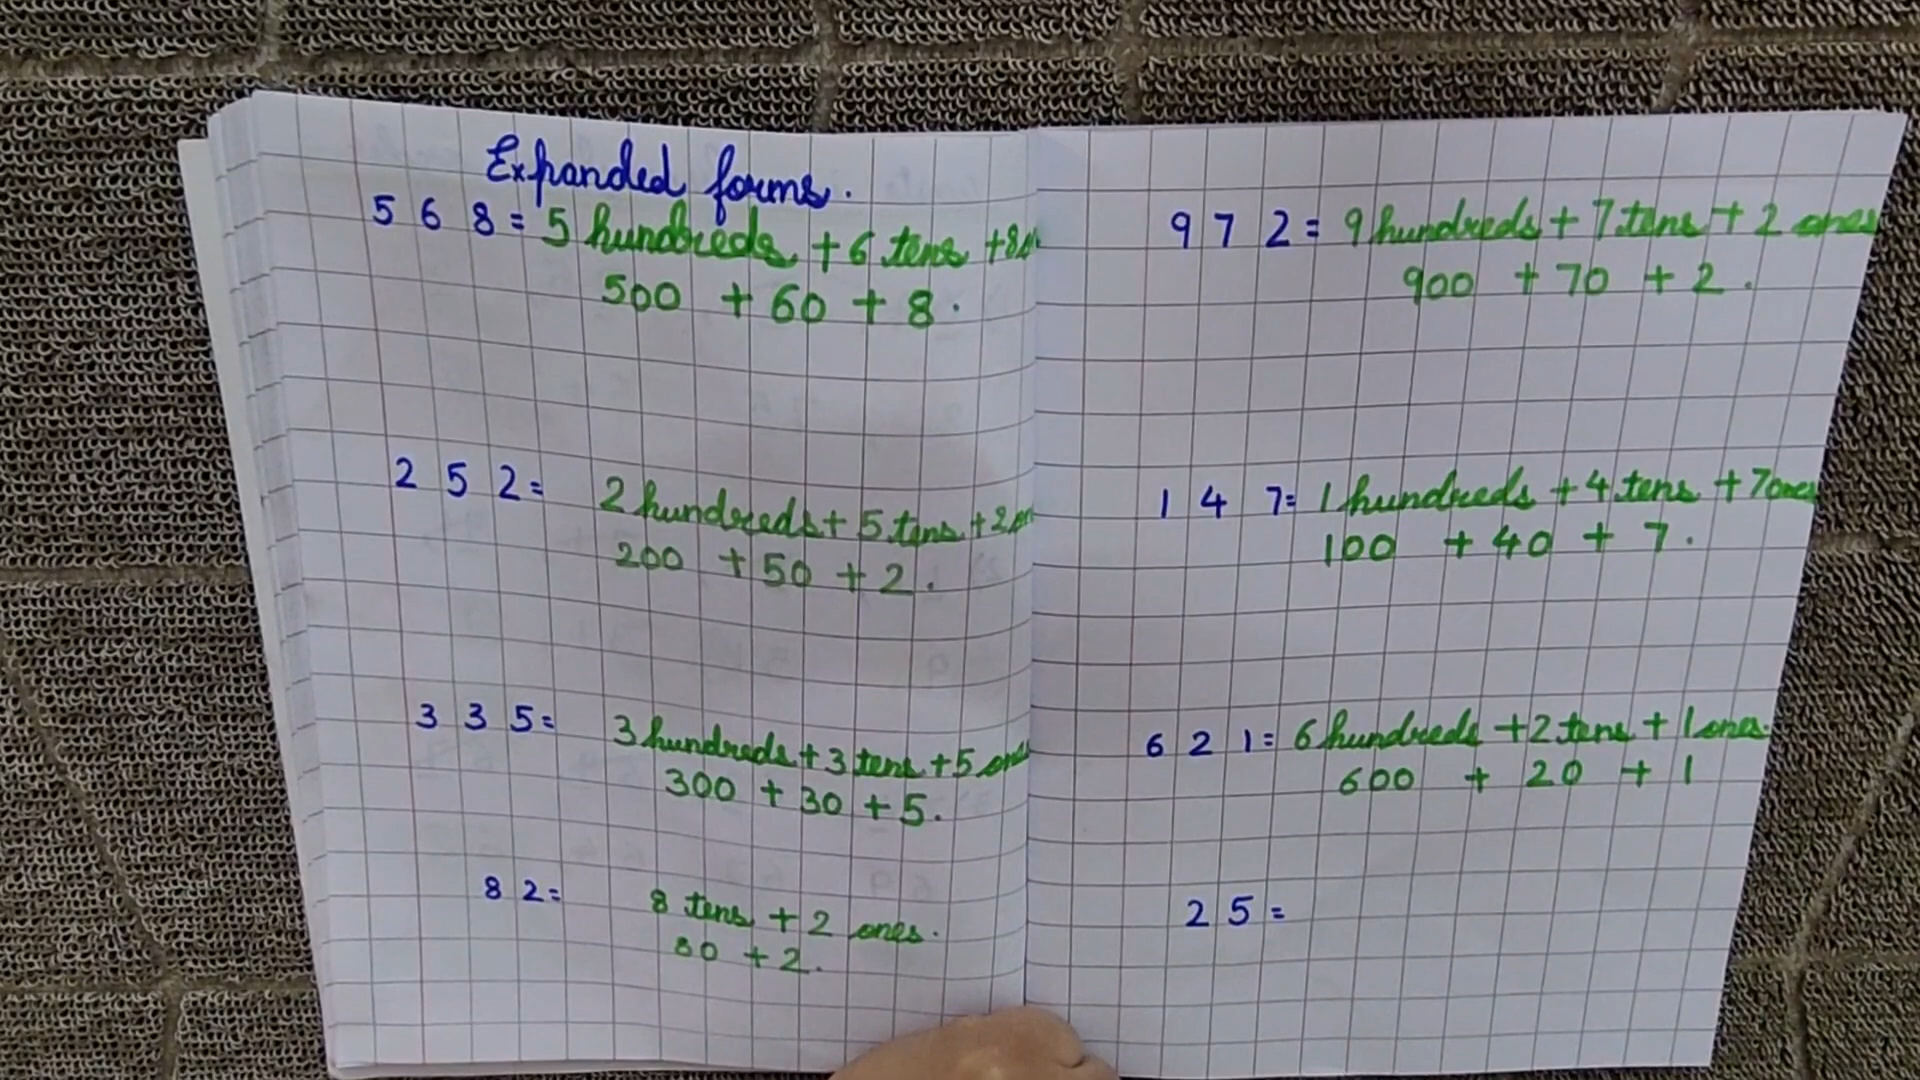 Expanded forms.
5 6 8 = 5 hundreds + 6 tens + 8
500 + 60 + 8.
2 5 2 = 2 hundreds + 5 tens + 2
200 + 50 + 2.
3 3 5 = 3 hundreds + 3 tens + 5 ones
300 + 30 + 5.
8 2 = 8 tens + 2 ones.
80 + 2.
9 7 2 = 9 hundreds + 7 tens + 2 ones
900 + 70 + 2.
1 4 7 = 1 hundreds + 4 tens + 7 ones
100 + 40 + 7.
6 2 1 = 6 hundreds + 2 tens + 1 ones.
600 + 20 + 1
2 5 =